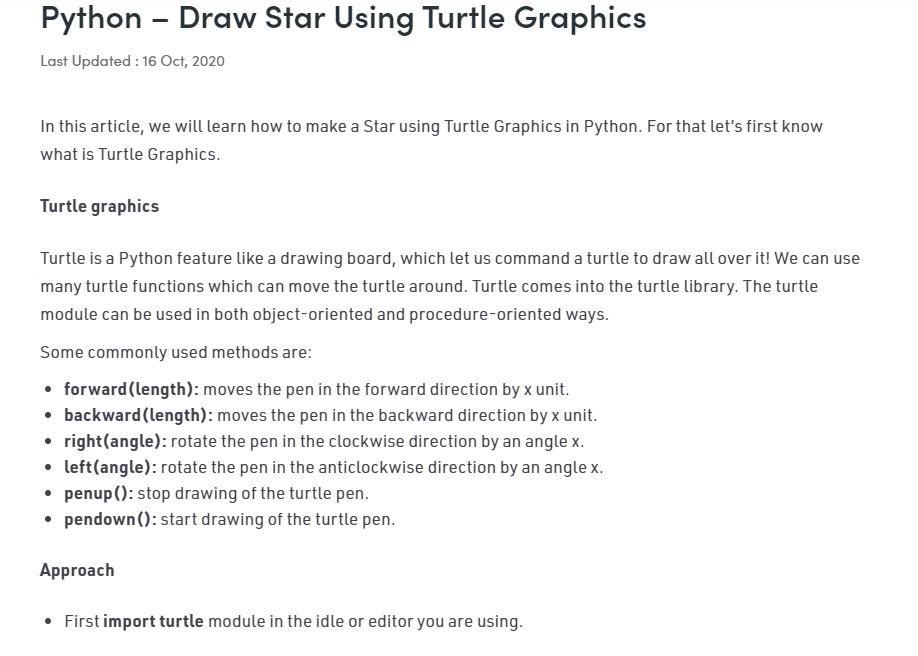 Python – Draw Star Using Turtle Graphics
Last Updated : 16 Oct, 2020
In this article, we will learn how to make a Star using Turtle Graphics in Python. For that let’s first know
what is Turtle Graphics.
Turtle graphics
Turtle is a Python feature like a drawing board, which let us command a turtle to draw all over it! We can use
many turtle functions which can move the turtle around. Turtle comes into the turtle library. The turtle
module can be used in both object-oriented and procedure-oriented ways.
Some commonly used methods are:
• forward(length): moves the pen in the forward direction by x unit.
• backward(length): moves the pen in the backward direction by x unit.
• right(angle): rotate the pen in the clockwise direction by an angle x.
• left(angle): rotate the pen in the anticlockwise direction by an angle x.
• penup(): stop drawing of the turtle pen.
• pendown(): start drawing of the turtle pen.
Approach
• First import turtle module in the idle or editor you are using.